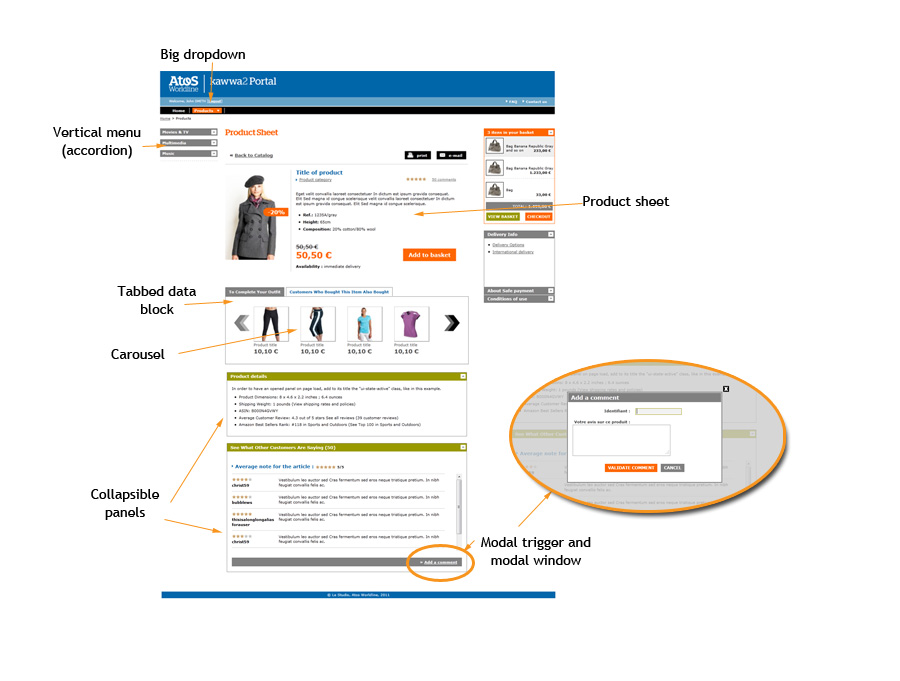 Big dropdown
Atos
Worldline
kawwa2 Portal
Welcome, John SMITH
FAQ
Contact us
Home
Products
Home > Products
Vertical menu
(accordion)
Movies & TV
Multimedia
Music
Product Sheet
« Back to Catalog
print
e-mail
3 items in your basket
Bag Banana Republic Gray
and so on
233,00 €
Bag Banana Republic Gray
1.233,00 €
Bag
33,00 €
VIEW BASKET
CHECKOUT
Title of product
Product category
50 comments
Eget velit convallis laoreet consectetuer in dictum est ipsum gravida consequat.
Elit Sed magna id congue scelerisque velit convallis laoreet consectetuer in dictum est
ipsum. Elit Sed magna id congue scelerisque.
-20%
Ref.: 1235A/gray
Height: 65cm
Composition: 20% cotton/80% wool
50,50 €
50,50 €
Add to basket
Availability : immediate delivery
Product sheet
Delivery Info
Delivery Options
International delivery
About Safe payment
Conditions of use
Tabbed data
block
To Complete Your Outfit
Customers Who Bought This Item Also Bought
Carousel
Product title
10,10 €
Product title
10,10 €
Product title
10,10 €
Product title
10,10 €
Product details
In order to have an opened panel on page load, add to its title the "ui-state-active" class, like in this example.
Product Dimensions: 8 x 4.6 x 2.2 inches ; 6.4 ounces
Shipping Weight: 1 pounds (View shipping rates and policies)
ASIN: B000NAGVWY
Average Customer Review: 4.3 out of 5 stars See all reviews (39 customer reviews)
Amazon Best Sellers Rank: #118 in Sports and Outdoors (See Top 100 in Sports and Outdoors)
Collapsible
panels
See What Other Customers Are Saying (50)
Average note for the article :
5/5
christ59
Vestibulum leo auctor sed Cras fermentum sed eros neque tristique pretium. In nibh
feugiat convallis felis ac.
bubblews
Vestibulum leo auctor sed Cras fermentum sed eros neque tristique pretium. In nibh
feugiat convallis felis ac.
thisisalonglongalias
forauser
Vestibulum leo auctor sed Cras fermentum sed eros neque tristique pretium. In nibh
feugiat convallis felis ac.
christ59
Vestibulum leo auctor sed Cras fermentum sed eros neque tristique pretium. In nibh
feugiat convallis felis ac.
+ Add a comment
Modal trigger and
modal window
x
Add a comment
Identifiant :
Votre avis sur ce produit :
VALIDATE COMMENT
CANCEL
© La Studio, Atos Worldline, 2011